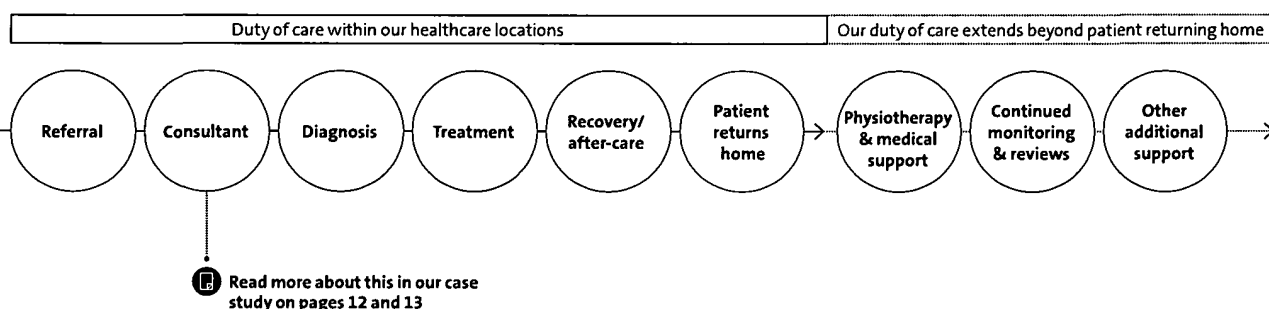 Duty of care within our healthcare locations
Our duty of care extends beyond patient returning home
Referral
Consultant
Diagnosis
Treatment
Recovery/
after-care
Patient
returns
home
Physiotherapy
& medical
support
Continued
monitoring
& reviews
Other
additional
support
Read more about this in our case
study on pages 12 and 13